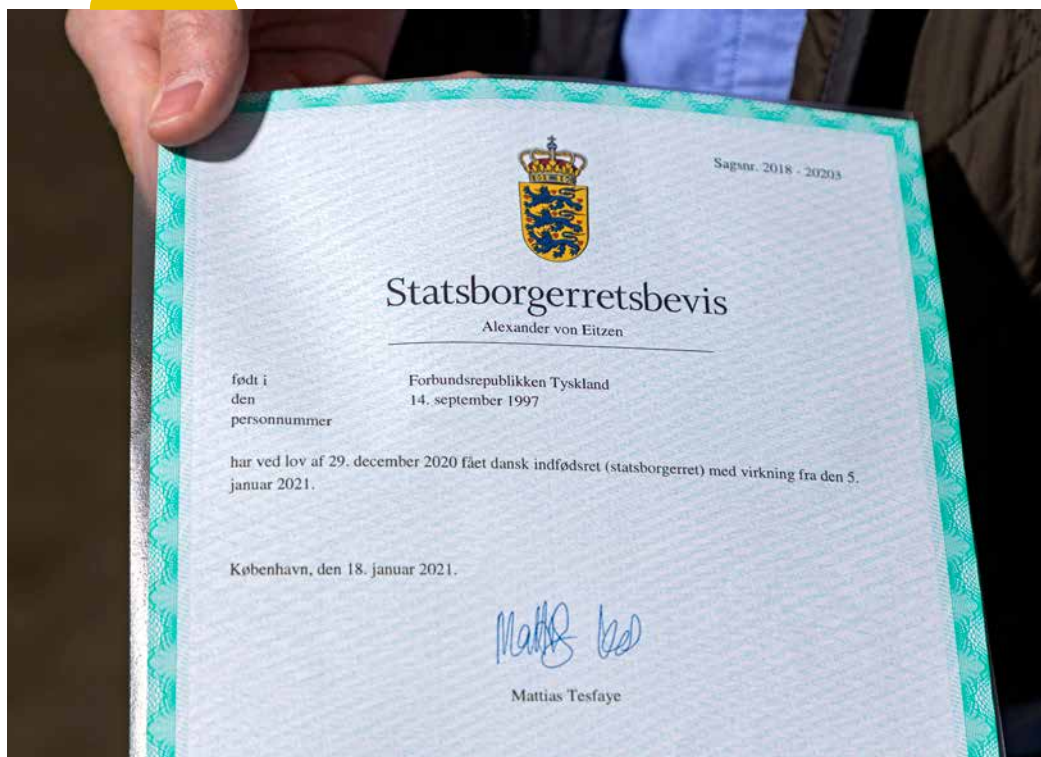 Sagsnr. 2018 - 20203
Statsborgerretsbevis
Alexander von Eitzen
født i Forbundsrepublikken Tyskland
den 14. september 1997
personnummer
har ved lov af 29. december 2020 fået dansk indfødsret (statsborgerret) med virkning fra den 5.
januar 2021.
København, den 18. januar 2021.
Mattias Tesfaye